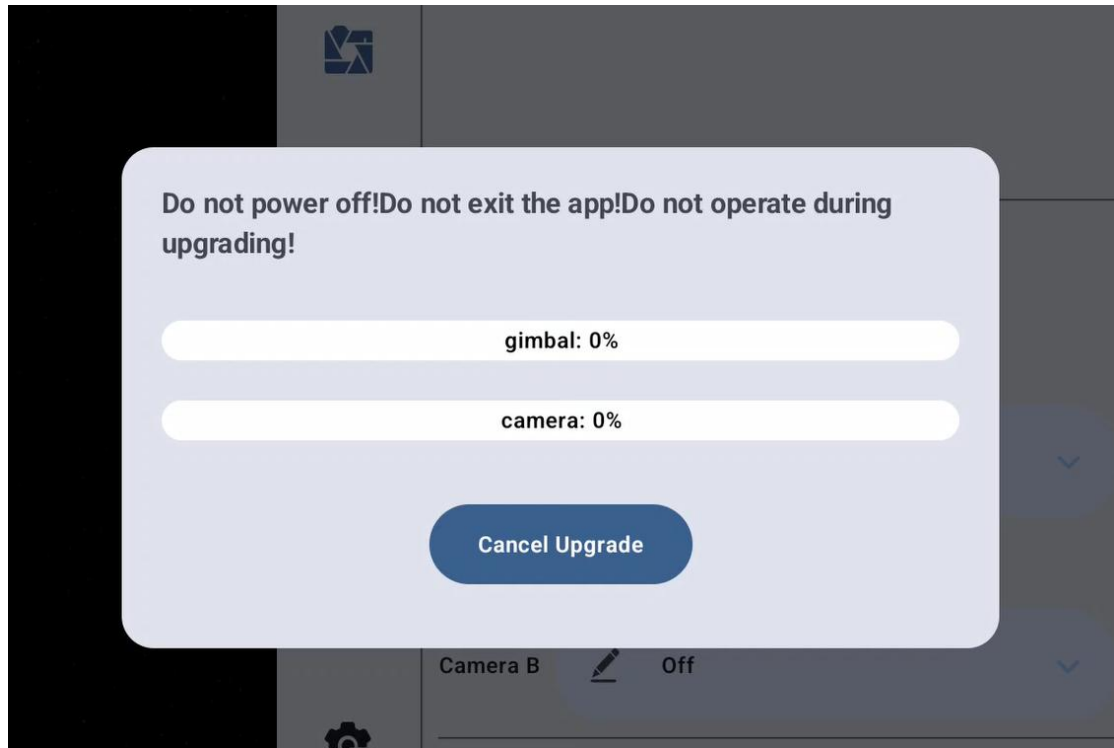 Do not power off!Do not exit the app!Do not operate during
upgrading!
gimbal: 0%
camera: 0%
Cancel Upgrade
Camera B Off